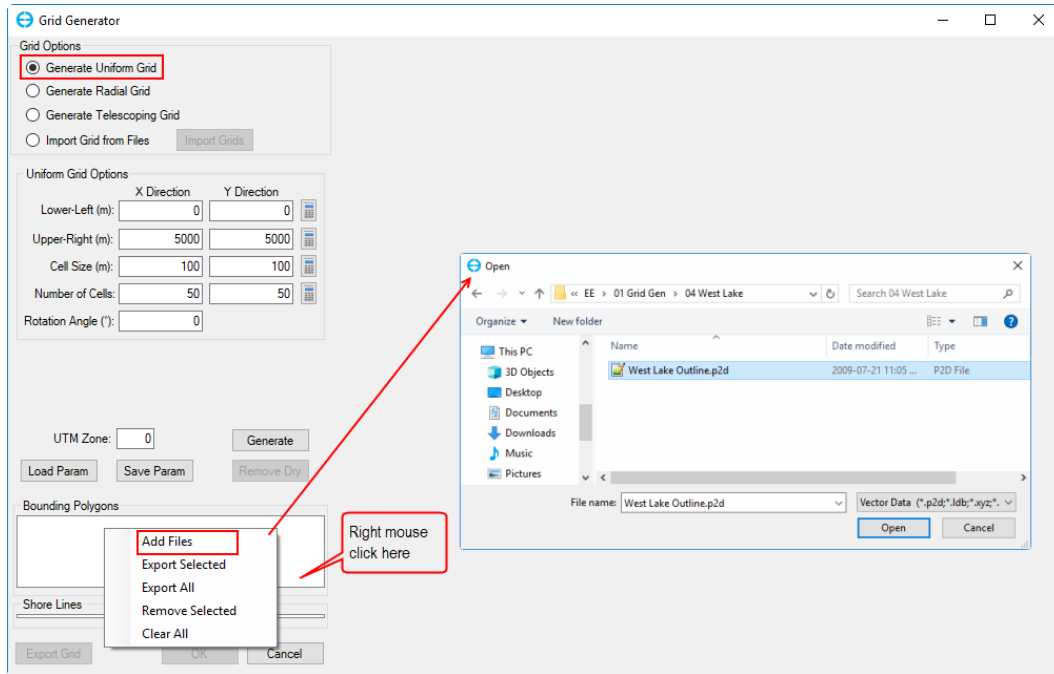 Grid Generator
Grid Options
Generate Uniform Grid
Generate Radial Grid
Generate Telescoping Grid
Import Grid from Files
Import Grids
Uniform Grid Options
X Direction Y Direction
Lower-Left (m): 0 0
Upper-Right (m): 5000 5000
Cell Size (m): 100 100
Number of Cells: 50 50
Rotation Angle (°): 0
UTM Zone: 0
Generate
Load Param
Save Param
Remove Dry
Bounding Polygons
Add Files
Export Selected
Export All
Remove Selected
Clear All
Right mouse
click here
Shore Lines
Export Grid
OK
Cancel
Open
« EE > 01 Grid Gen > 04 West Lake
Search 04 West Lake
Organize
New folder
This PC
3D Objects
Desktop
Documents
Downloads
Music
Pictures
Name Date modified Type
West Lake Outline.p2d 2009-07-21 11:05 ... P2D File
File name: West Lake Outline.p2d
Vector Data (*.p2d;*.ldb;*.xyz;*.
Open
Cancel